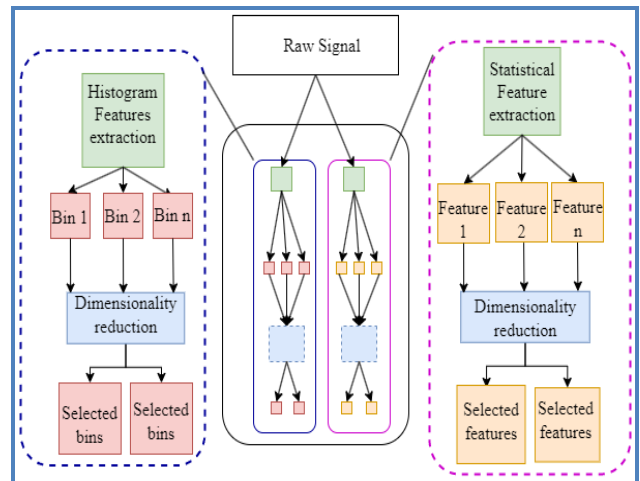 Raw Signal
Histogram
Features
extraction
Bin 1
Bin 2
Bin n
Dimensionality
reduction
Selected
bins
Selected
bins
Statistical
Feature
extraction
Feature
1
Feature
2
Feature
n
Dimensionality
reduction
Selected
features
Selected
features